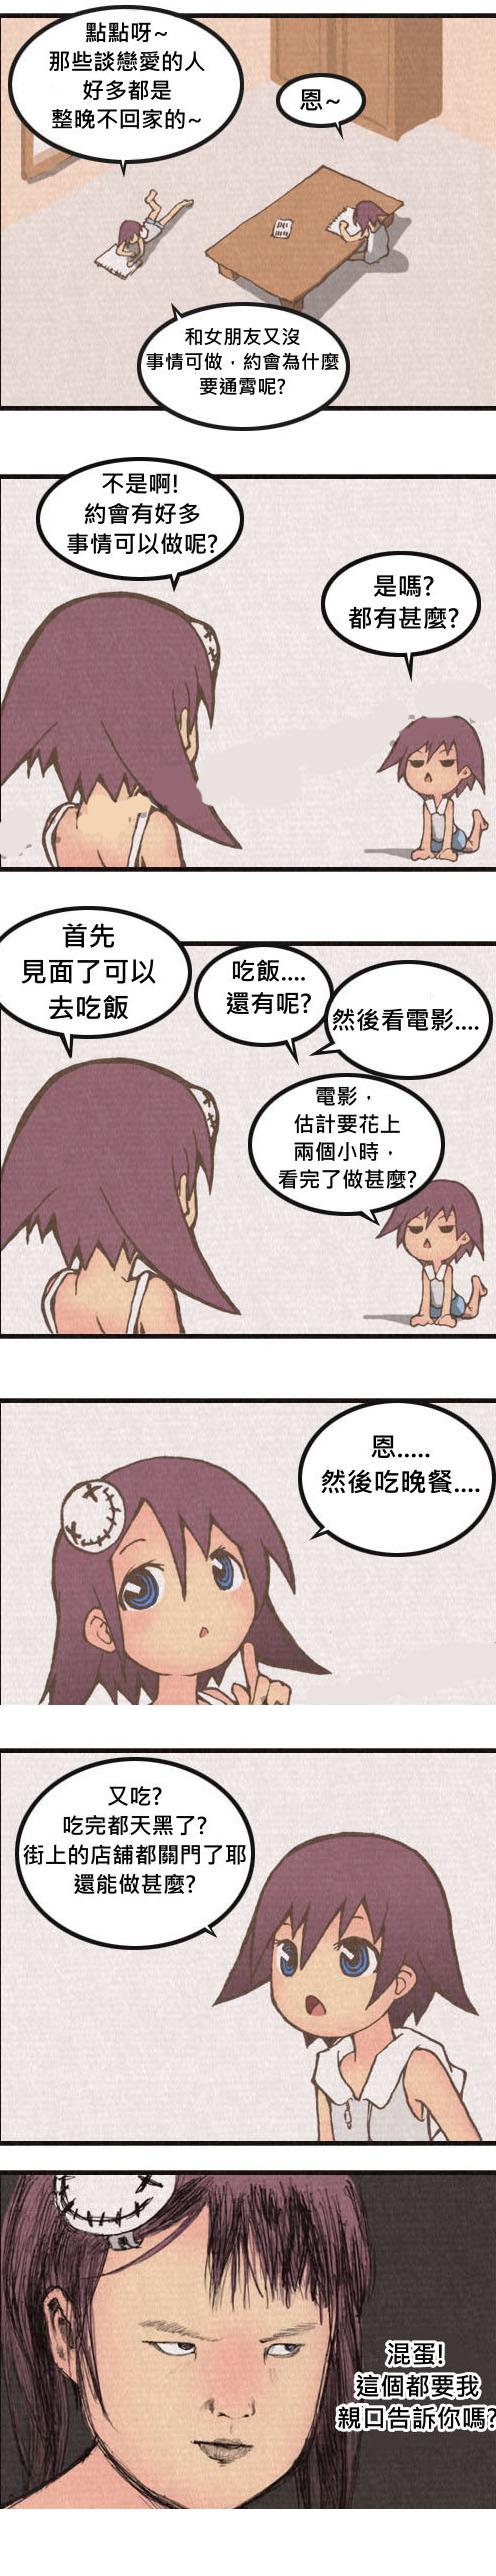 點點呀~
那些談戀愛的人
好多都是
整晚不回家的~
恩~
和女朋友又沒
事情可做，約會為什麼
要通霄呢?
不是啊!
約會有好多
事情可以做呢?
是嗎?
都有甚麼?
首先
見面了可以
去吃飯
吃飯....
還有呢?
然後看電影....
電影，
估計要花上
兩個小時，
看完了做甚麼?
恩.....
然後吃晚餐....
又吃?
吃完都天黑了?
街上的店舖都關門了耶
還能做甚麼?
混蛋!
這個都要我
親口告訴你嗎?